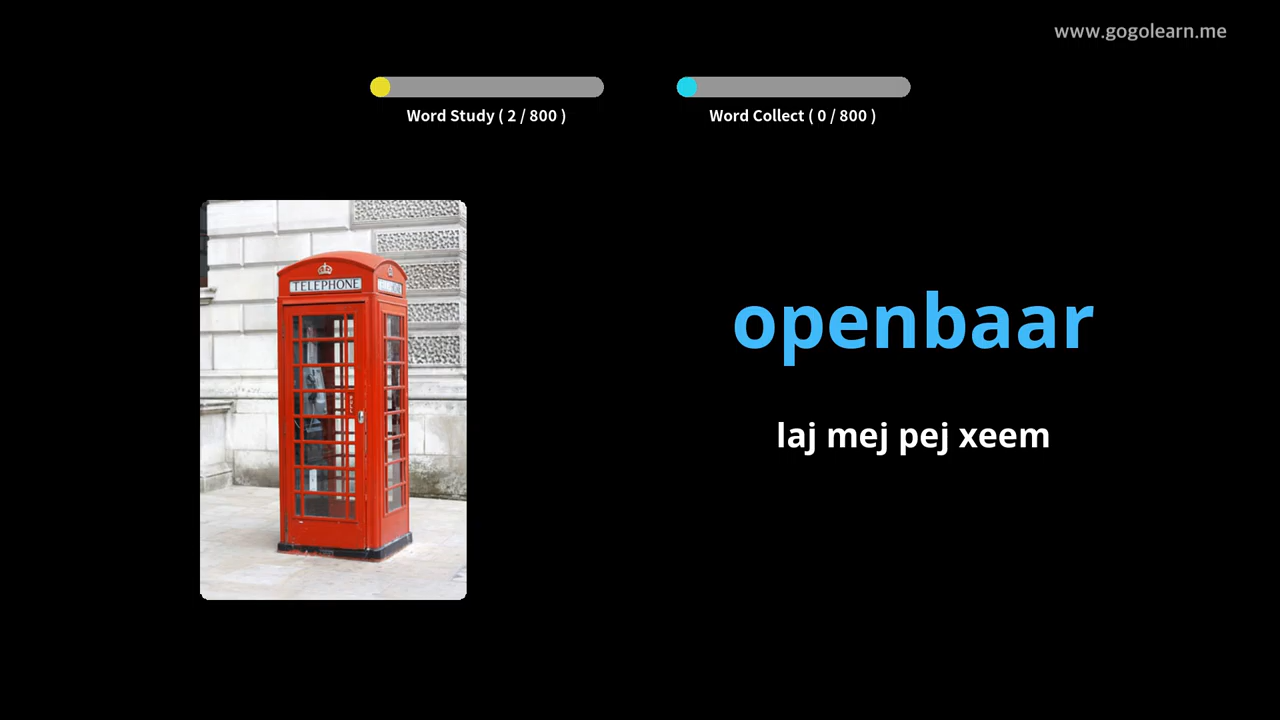 www.gogolearn.me
Word Study ( 2 / 800 )
Word Collect ( 0 / 800 )
TELEPHONE
openbaar
laj mej pej xeem